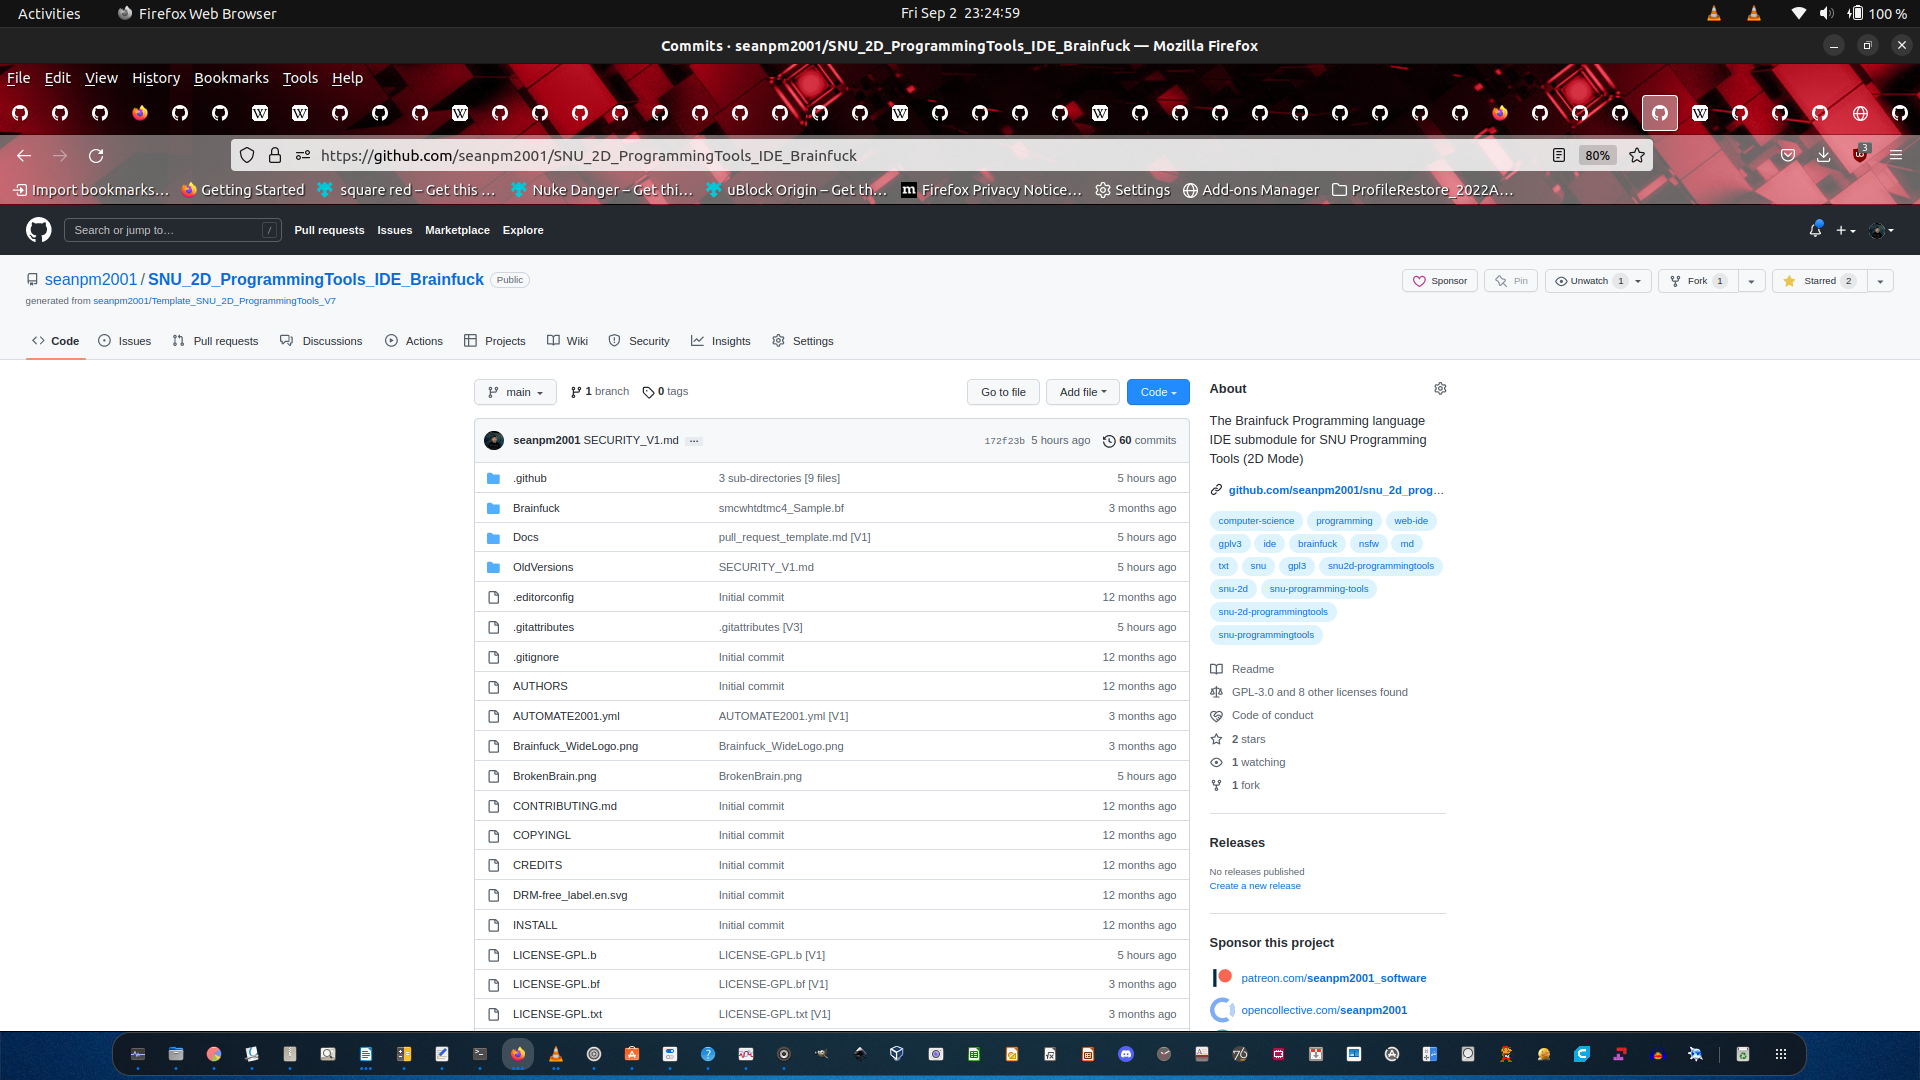 Activities Firefox Web Browser Fri Sep 2 23:24:59 100 %
Commits · seanpm2001/SNU_2D_ProgrammingTools_IDE_Brainfuck — Mozilla Firefox
File Edit View History Bookmarks Tools Help
https://github.com/seanpm2001/SNU_2D_ProgrammingTools_IDE_Brainfuck 80% 3
Import bookmarks… Getting Started square red – Get this … Nuke Danger – Get thi… uBlock Origin – Get th… Firefox Privacy Notice… Settings Add-ons Manager ProfileRestore_2022A…
Search or jump to… / Pull requests Issues Marketplace Explore
seanpm2001 / SNU_2D_ProgrammingTools_IDE_Brainfuck Public Sponsor Pin Unwatch 1 Fork 1 Starred 2
generated from seanpm2001/Template_SNU_2D_ProgrammingTools_V7
Code Issues Pull requests Discussions Actions Projects Wiki Security Insights Settings
main 1 branch 0 tags Go to file Add file Code
seanpm2001 SECURITY_V1.md ... 172f23b 5 hours ago 60 commits
.github 3 sub-directories [9 files] 5 hours ago
Brainfuck smcwhtdtmc4_Sample.bf 3 months ago
Docs pull_request_template.md [V1] 5 hours ago
OldVersions SECURITY_V1.md 5 hours ago
.editorconfig Initial commit 12 months ago
.gitattributes .gitattributes [V3] 5 hours ago
.gitignore Initial commit 12 months ago
AUTHORS Initial commit 12 months ago
AUTOMATE2001.yml AUTOMATE2001.yml [V1] 3 months ago
Brainfuck_WideLogo.png Brainfuck_WideLogo.png 3 months ago
BrokenBrain.png BrokenBrain.png 5 hours ago
CONTRIBUTING.md Initial commit 12 months ago
COPYINGL Initial commit 12 months ago
CREDITS Initial commit 12 months ago
DRM-free_label.en.svg Initial commit 12 months ago
INSTALL Initial commit 12 months ago
LICENSE-GPL.b LICENSE-GPL.b [V1] 5 hours ago
LICENSE-GPL.bf LICENSE-GPL.bf [V1] 3 months ago
LICENSE-GPL.txt LICENSE-GPL.txt [V1] 3 months ago
About
The Brainfuck Programming language
IDE submodule for SNU Programming
Tools (2D Mode)
github.com/seanpm2001/snu_2d_prog…
computer-science programming web-ide
gplv3 ide brainfuck nsfw md
txt snu gpl3 snu2d-programmingtools
snu-2d snu-programming-tools
snu-2d-programmingtools
snu-programmingtools
Readme
GPL-3.0 and 8 other licenses found
Code of conduct
2 stars
1 watching
1 fork
Releases
No releases published
Create a new release
Sponsor this project
patreon.com/seanpm2001_software
opencollective.com/seanpm2001